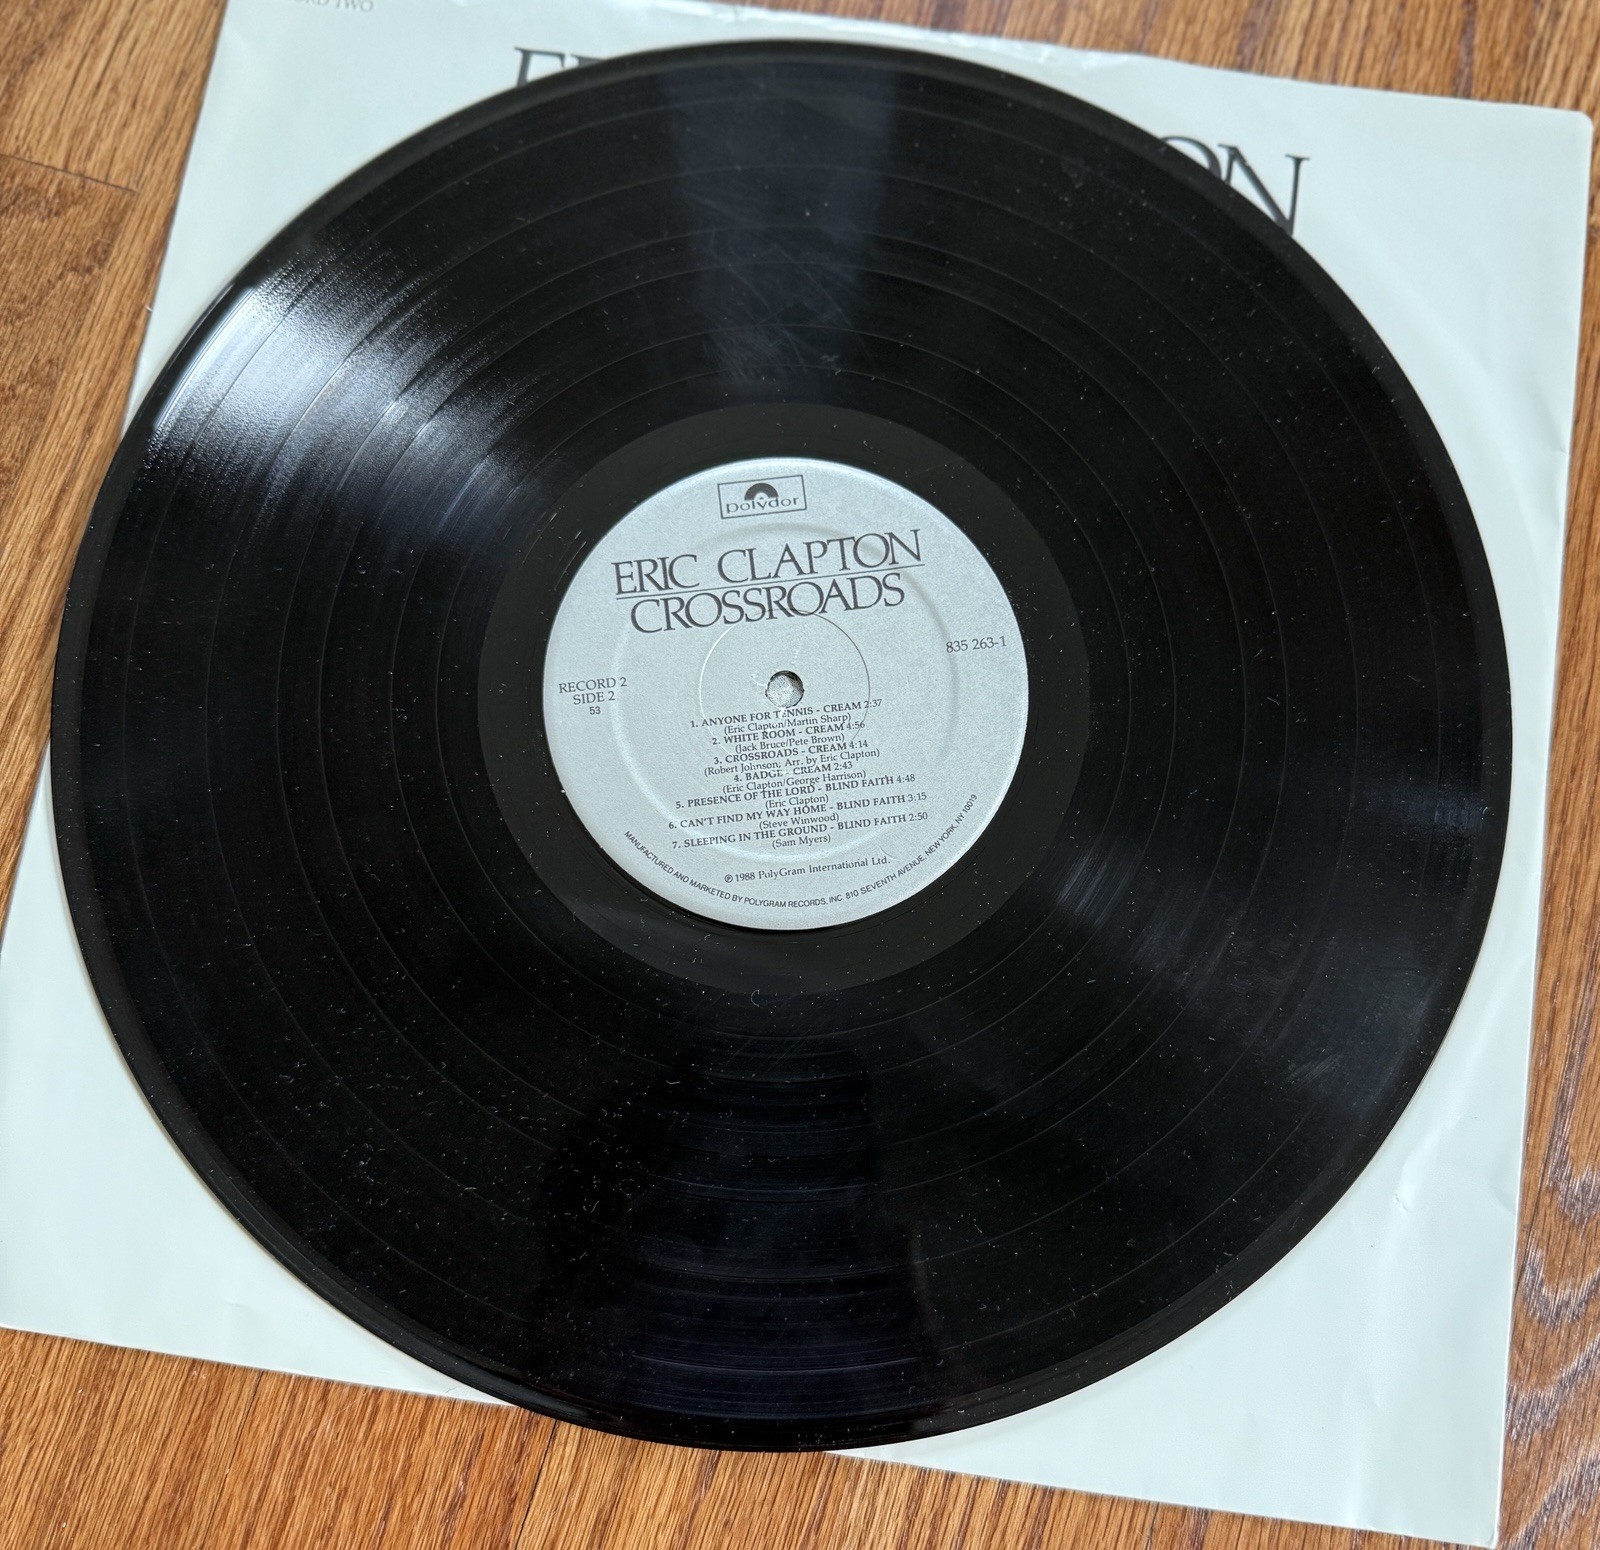 TWO
polydor
ERIC CLAPTON
CROSSROADS
835 263-1
RECORD 2
SIDE 2
53
1. ANYONE FOR TENNIS - CREAM 2:37
(Eric Clapton/Martin Sharp)
2. WHITE ROOM - CREAM 4:56
(Jack Bruce/Pete Brown)
3. CROSSROADS - CREAM 4:14
(Robert Johnson; Arr. by Eric Clapton)
4. BADGE - CREAM 2:43
(Eric Clapton/George Harrison)
5. PRESENCE OF THE LORD - BLIND FAITH 4:48
(Eric Clapton)
6. CAN'T FIND MY WAY HOME - BLIND FAITH 3:15
(Steve Winwood)
7. SLEEPING IN THE GROUND - BLIND FAITH 2:50
(Sam Myers)
℗ 1988 PolyGram International Ltd.
MANUFACTURED AND MARKETED BY POLYGRAM RECORDS, INC. 810 SEVENTH AVENUE, NEW YORK, NY 10019